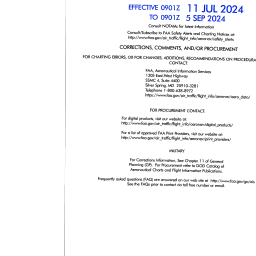 EFFECTIVE 0901Z 11 JUL 2024
TO 0901Z 5 SEP 2024
Consult NOTAMs for latest information
Consult/Subscribe to FAA Safety Alerts and Charting Notices at:
http://www.faa.gov/air_traffic/flight_info/aeronav/safety_alerts
CORRECTIONS, COMMENTS, AND/OR PROCUREMENT
FOR CHARTING ERRORS, OR FOR CHANGES, ADDITIONS, RECOMMENDATIONS ON PROCEDURA
CONTACT:
FAA, Aeronautical Information Services
1305 East-West Highway
SSMC 4, Suite 4400
Silver Spring, MD 20910-3281
Telephone 1-800-638-8972
https://www.faa.gov/air_traffic/flight_info/aeronav/aero_data/
FOR PROCUREMENT CONTACT:
For digital products, visit our website at:
http://www.faa.gov/air_traffic/flight_info/aeronav/digital_products/
For a list of approved FAA Print Providers, visit our website at:
http://www.faa.gov/air_traffic/flight_info/aeronav/print_providers/
MILITARY
For Corrections Information, See Chapter 11 of General
Planning (GP). For Procurement refer to DOD Catalog of
Aeronautical Charts and Flight Information Publications.
Frequently asked questions (FAQ) are answered on our web site at http://www.faa.gov/go/ais
See the FAQs prior to contact via toll free number or email.